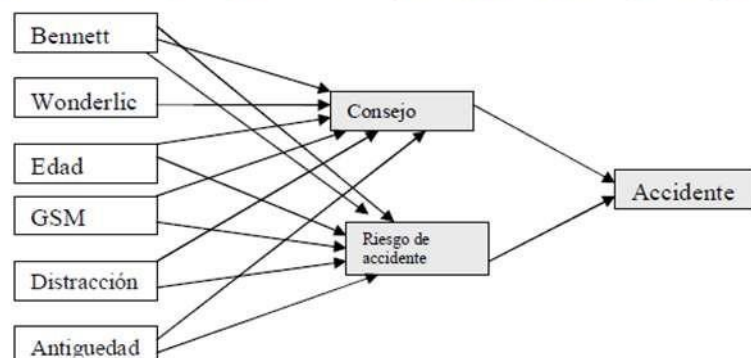 Bennett
Wonderlic
Edad
GSM
Distracción
Antiguedad
Consejo
Riesgo de
accidente
Accidente